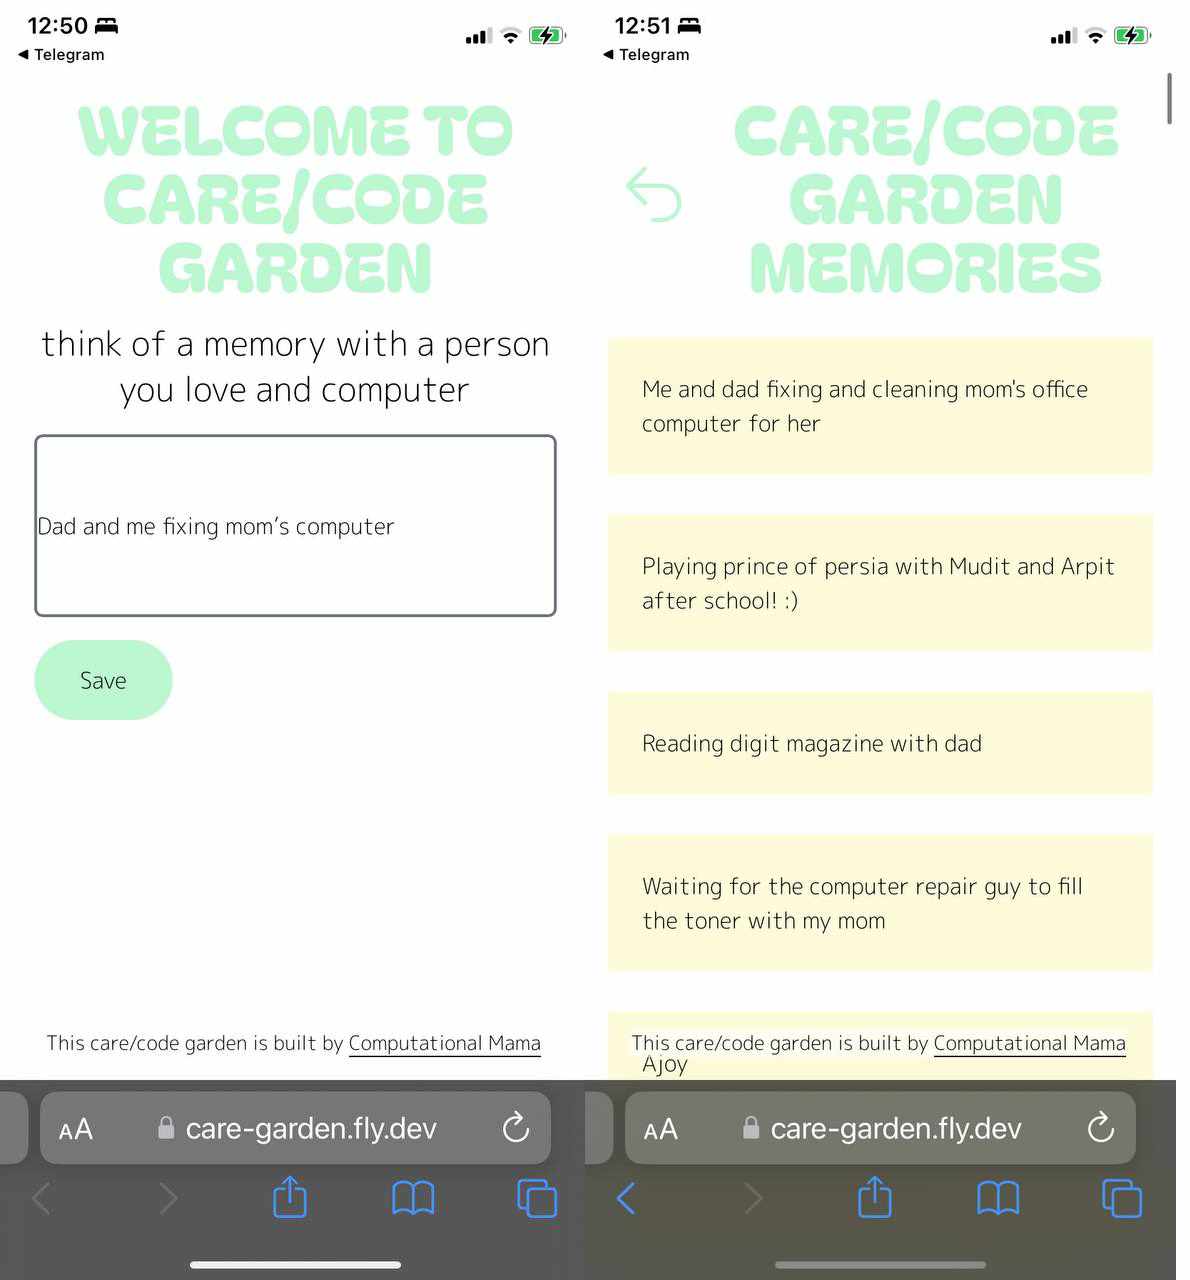 12:50
◀ Telegram
WELCOME TO
CARE/CODE
GARDEN
think of a memory with a person
you love and computer
Dad and me fixing mom’s computer
Save
This care/code garden is built by Computational Mama
AA care-garden.fly.dev
12:51
◀ Telegram
CARE/CODE
GARDEN
MEMORIES
Me and dad fixing and cleaning mom's office
computer for her
Playing prince of persia with Mudit and Arpit
after school! :)
Reading digit magazine with dad
Waiting for the computer repair guy to fill
the toner with my mom
This care/code garden is built by Computational Mama
Ajoy
AA care-garden.fly.dev